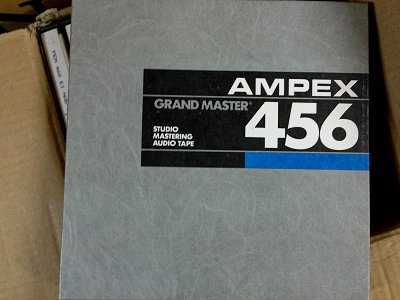 AMPEX
GRAND MASTER®
456
STUDIO
MASTERING
AUDIO TAPE